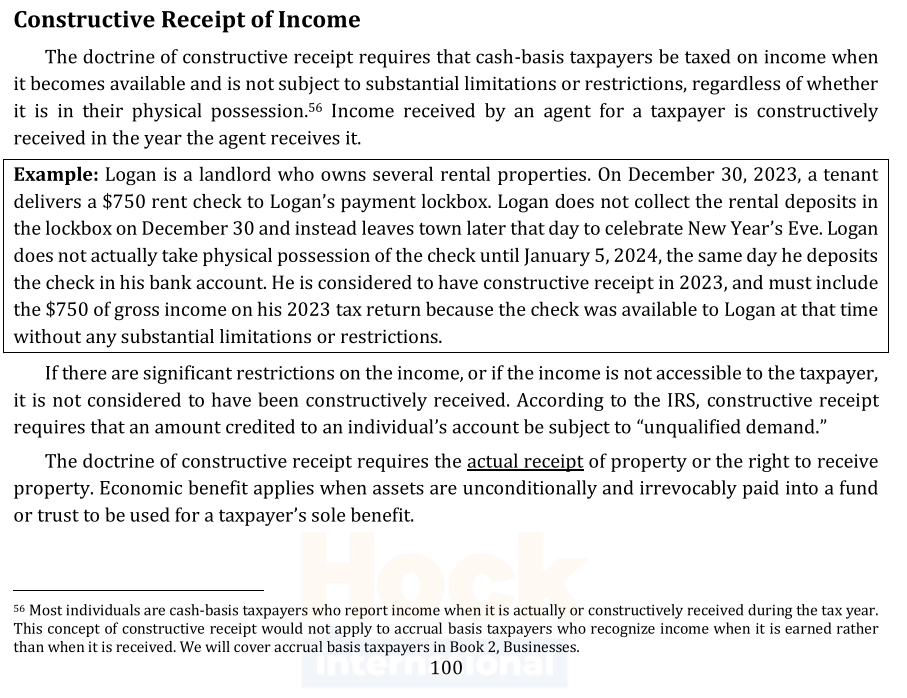 Constructive Receipt of Income
The doctrine of constructive receipt requires that cash-basis taxpayers be taxed on income when
it becomes available and is not subject to substantial limitations or restrictions, regardless of whether
it is in their physical possession.⁵⁶ Income received by an agent for a taxpayer is constructively
received in the year the agent receives it.
Example: Logan is a landlord who owns several rental properties. On December 30, 2023, a tenant
delivers a $750 rent check to Logan’s payment lockbox. Logan does not collect the rental deposits in
the lockbox on December 30 and instead leaves town later that day to celebrate New Year’s Eve. Logan
does not actually take physical possession of the check until January 5, 2024, the same day he deposits
the check in his bank account. He is considered to have constructive receipt in 2023, and must include
the $750 of gross income on his 2023 tax return because the check was available to Logan at that time
without any substantial limitations or restrictions.
If there are significant restrictions on the income, or if the income is not accessible to the taxpayer,
it is not considered to have been constructively received. According to the IRS, constructive receipt
requires that an amount credited to an individual’s account be subject to “unqualified demand.”
The doctrine of constructive receipt requires the actual receipt of property or the right to receive
property. Economic benefit applies when assets are unconditionally and irrevocably paid into a fund
or trust to be used for a taxpayer’s sole benefit.
Hock
⁵⁶ Most individuals are cash-basis taxpayers who report income when it is actually or constructively received during the tax year.
This concept of constructive receipt would not apply to accrual basis taxpayers who recognize income when it is earned rather
than when it is received. We will cover accrual basis taxpayers in Book 2, Businesses.
International
100